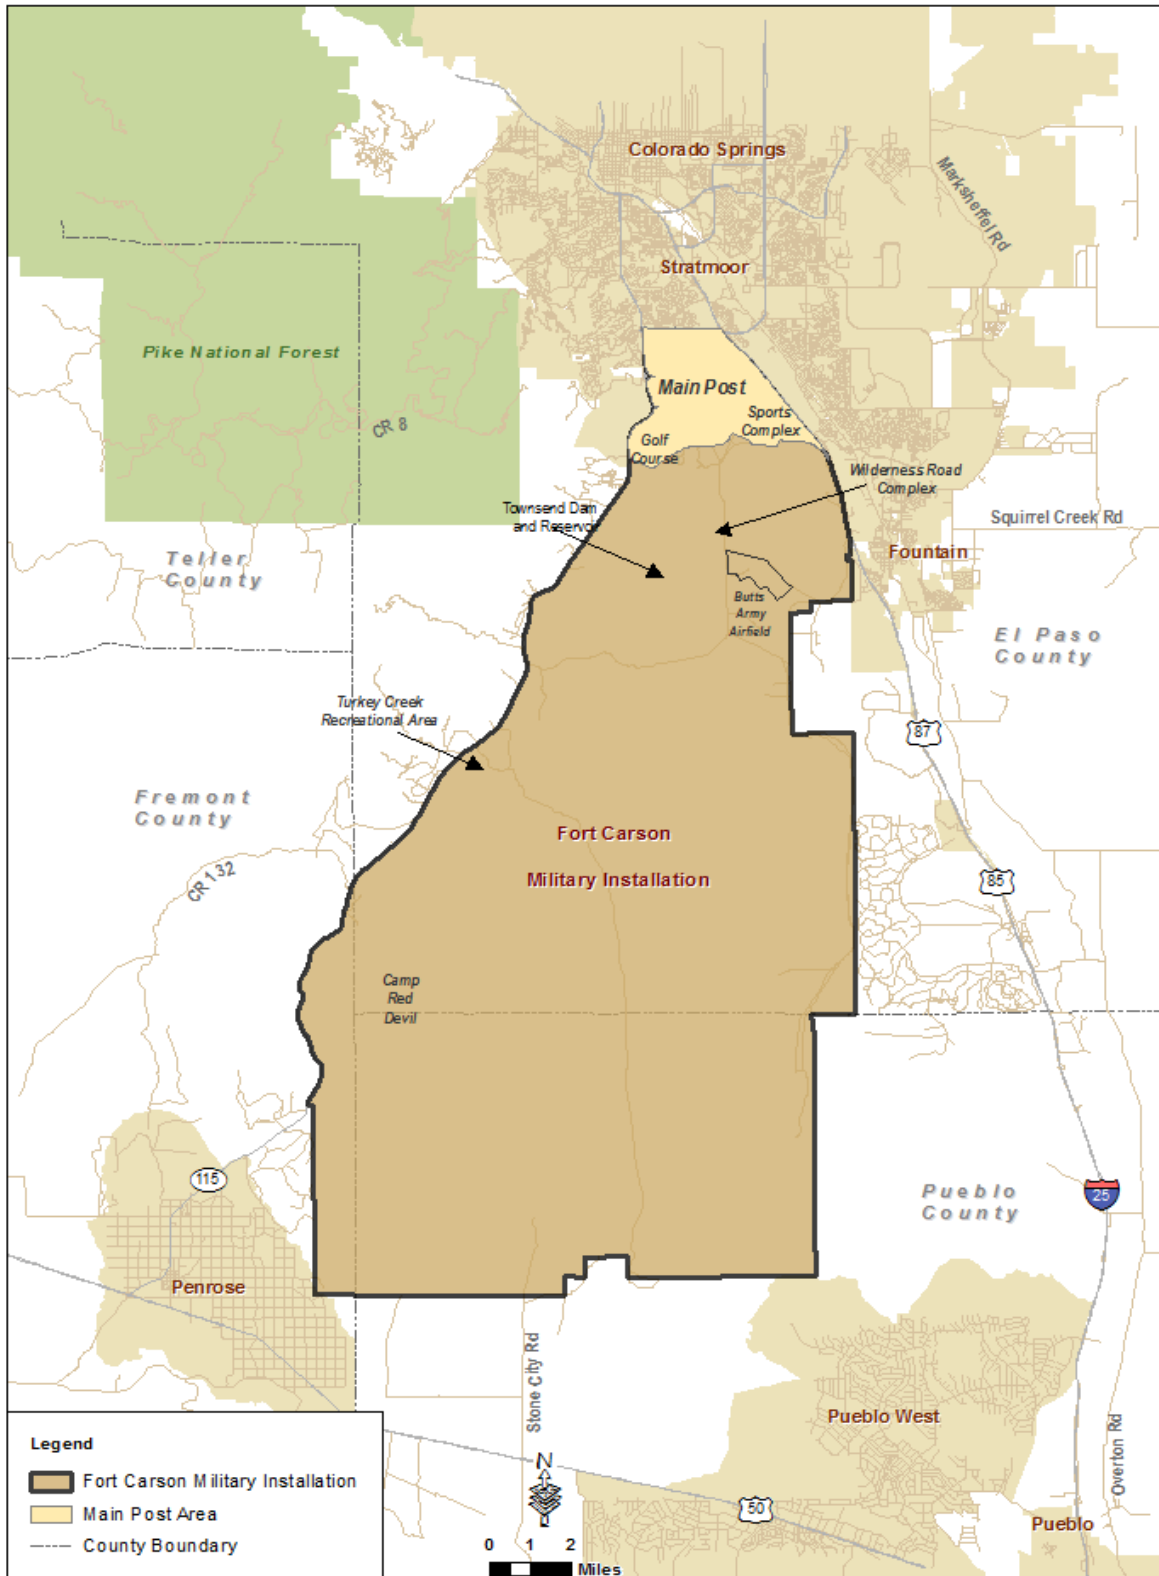 Colorado Springs
Marksheffel Rd
Stratmoor
Pike National Forest
Main Post
CR 8
Sports
Complex
Golf
Course
Wilderness Road
Complex
Townsend Dam
and Reservoir
Squirrel Creek Rd
Fountain
Teller
County
Butts
Army
Airfield
El Paso
County
Turkey Creek
Recreational Area
87
Fremont
County
Fort Carson
Military Installation
CR 132
85
Camp
Red
Devil
115
Pueblo
County
25
Penrose
Stone City Rd
Pueblo West
Overton Rd
50
Pueblo
Legend
Fort Carson Military Installation
Main Post Area
County Boundary
N
0 1 2
Miles